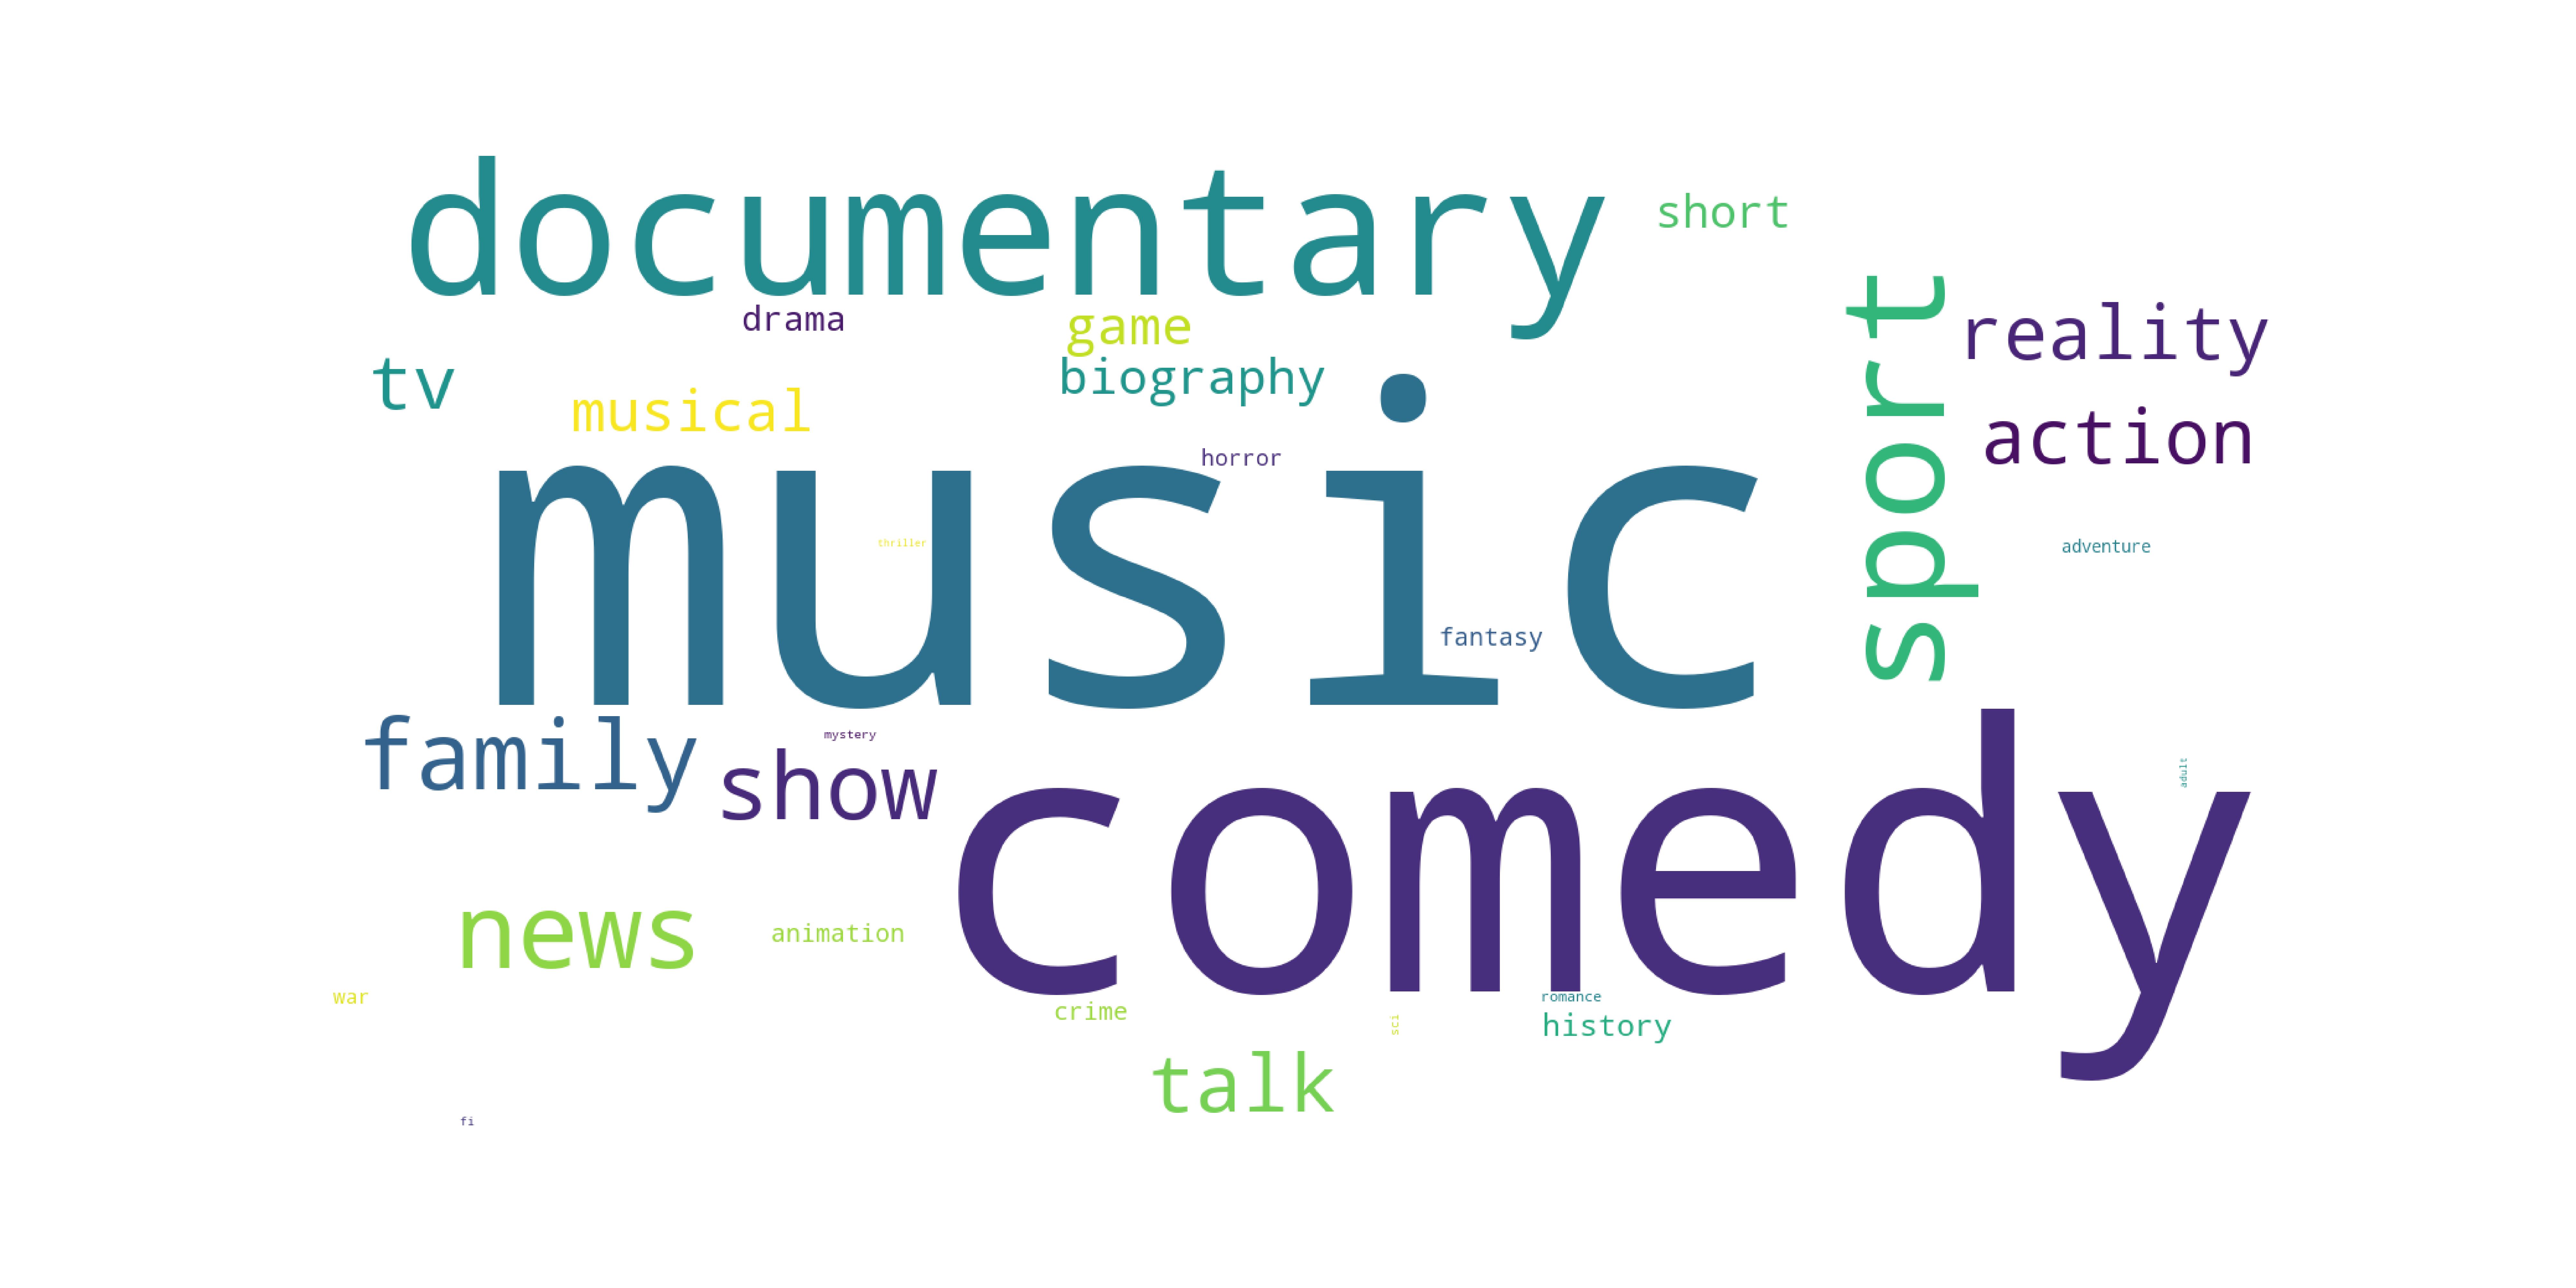 documentary
short
drama
game
reality
tv
biography
musical
action
horror
sport
music
thriller
adventure
fantasy
family
mystery
show
adult
comedy
news
animation
war
romance
crime
sci
history
talk
fi